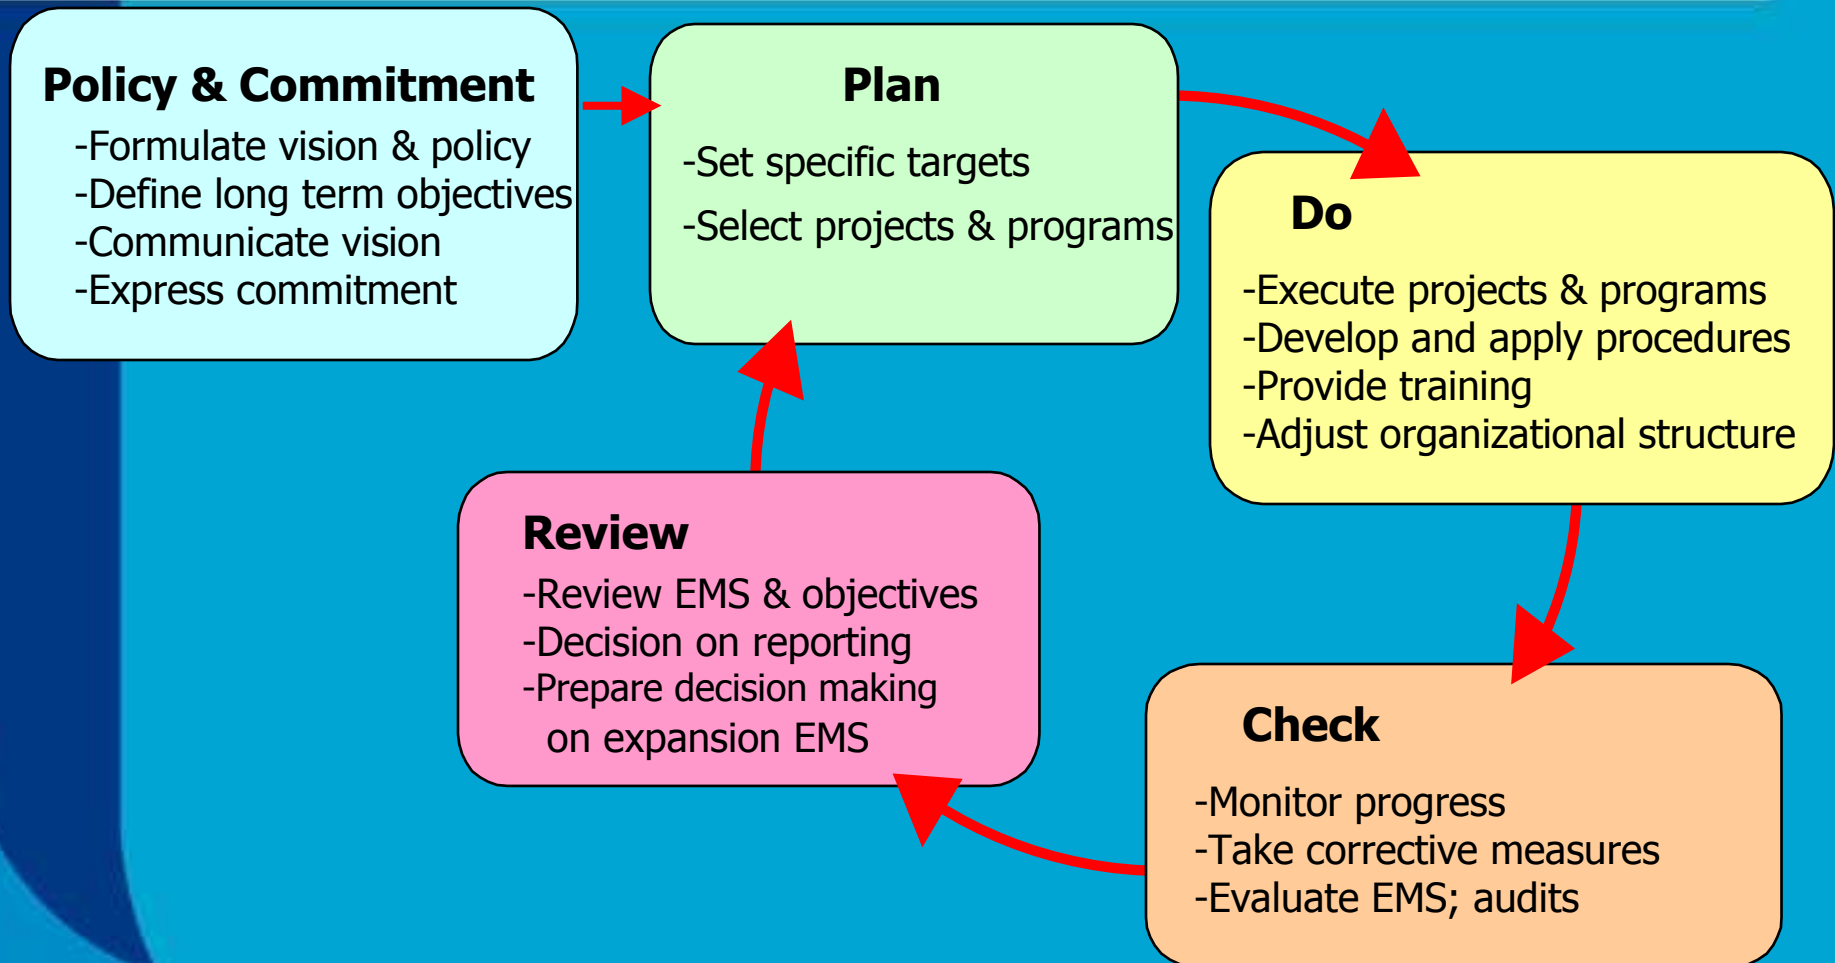 Policy & Commitment
-Formulate vision & policy
-Define long term objectives
-Communicate vision
-Express commitment
Plan
-Set specific targets
-Select projects & programs
Do
-Execute projects & programs
-Develop and apply procedures
-Provide training
-Adjust organizational structure
Check
-Monitor progress
-Take corrective measures
-Evaluate EMS; audits
Review
-Review EMS & objectives
-Decision on reporting
-Prepare decision making
on expansion EMS